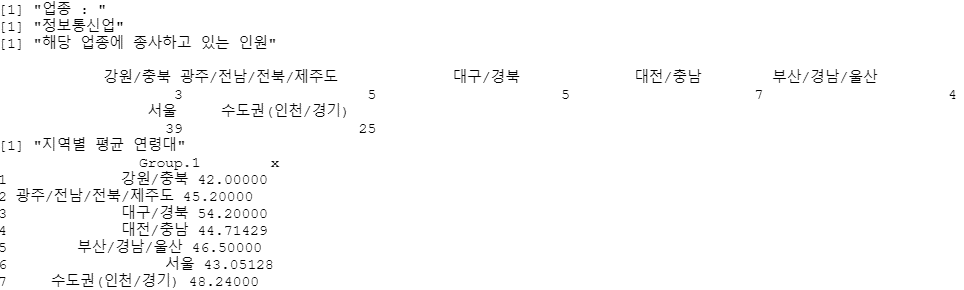 [1] "업종 : "
[1] "정보통신업"
[1] "해당 업종에 종사하고 있는 인원"
강원/충북 광주/전남/전북/제주도 대구/경북 대전/충남 부산/경남/울산
3 5 5 7 4
서울 수도권(인천/경기)
39 25
[1] "지역별 평균 연령대"
Group.1 x
1 강원/충북 42.00000
2 광주/전남/전북/제주도 45.20000
3 대구/경북 54.20000
4 대전/충남 44.71429
5 부산/경남/울산 46.50000
6 서울 43.05128
7 수도권(인천/경기) 48.24000